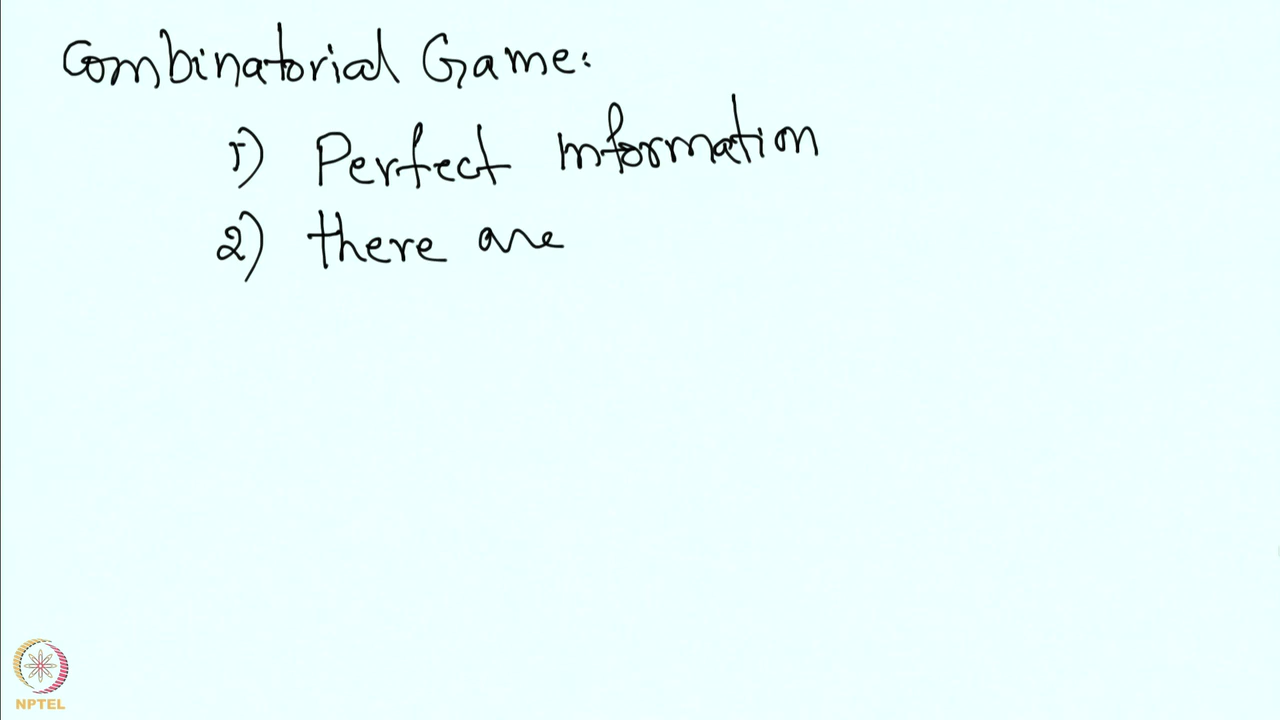 Combinatorial Game:
1) Perfect information
2) there are
NPTEL